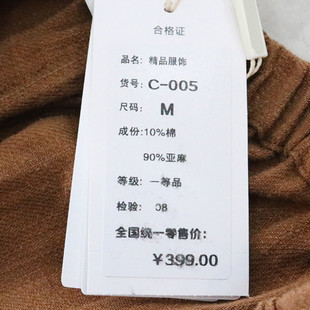 合格证
品名: 精品服饰
货号: C-005
尺码: M
成份: 10%棉
90%亚麻
等级: 一等品
检验: 08
全国统一零售价:
¥399.00